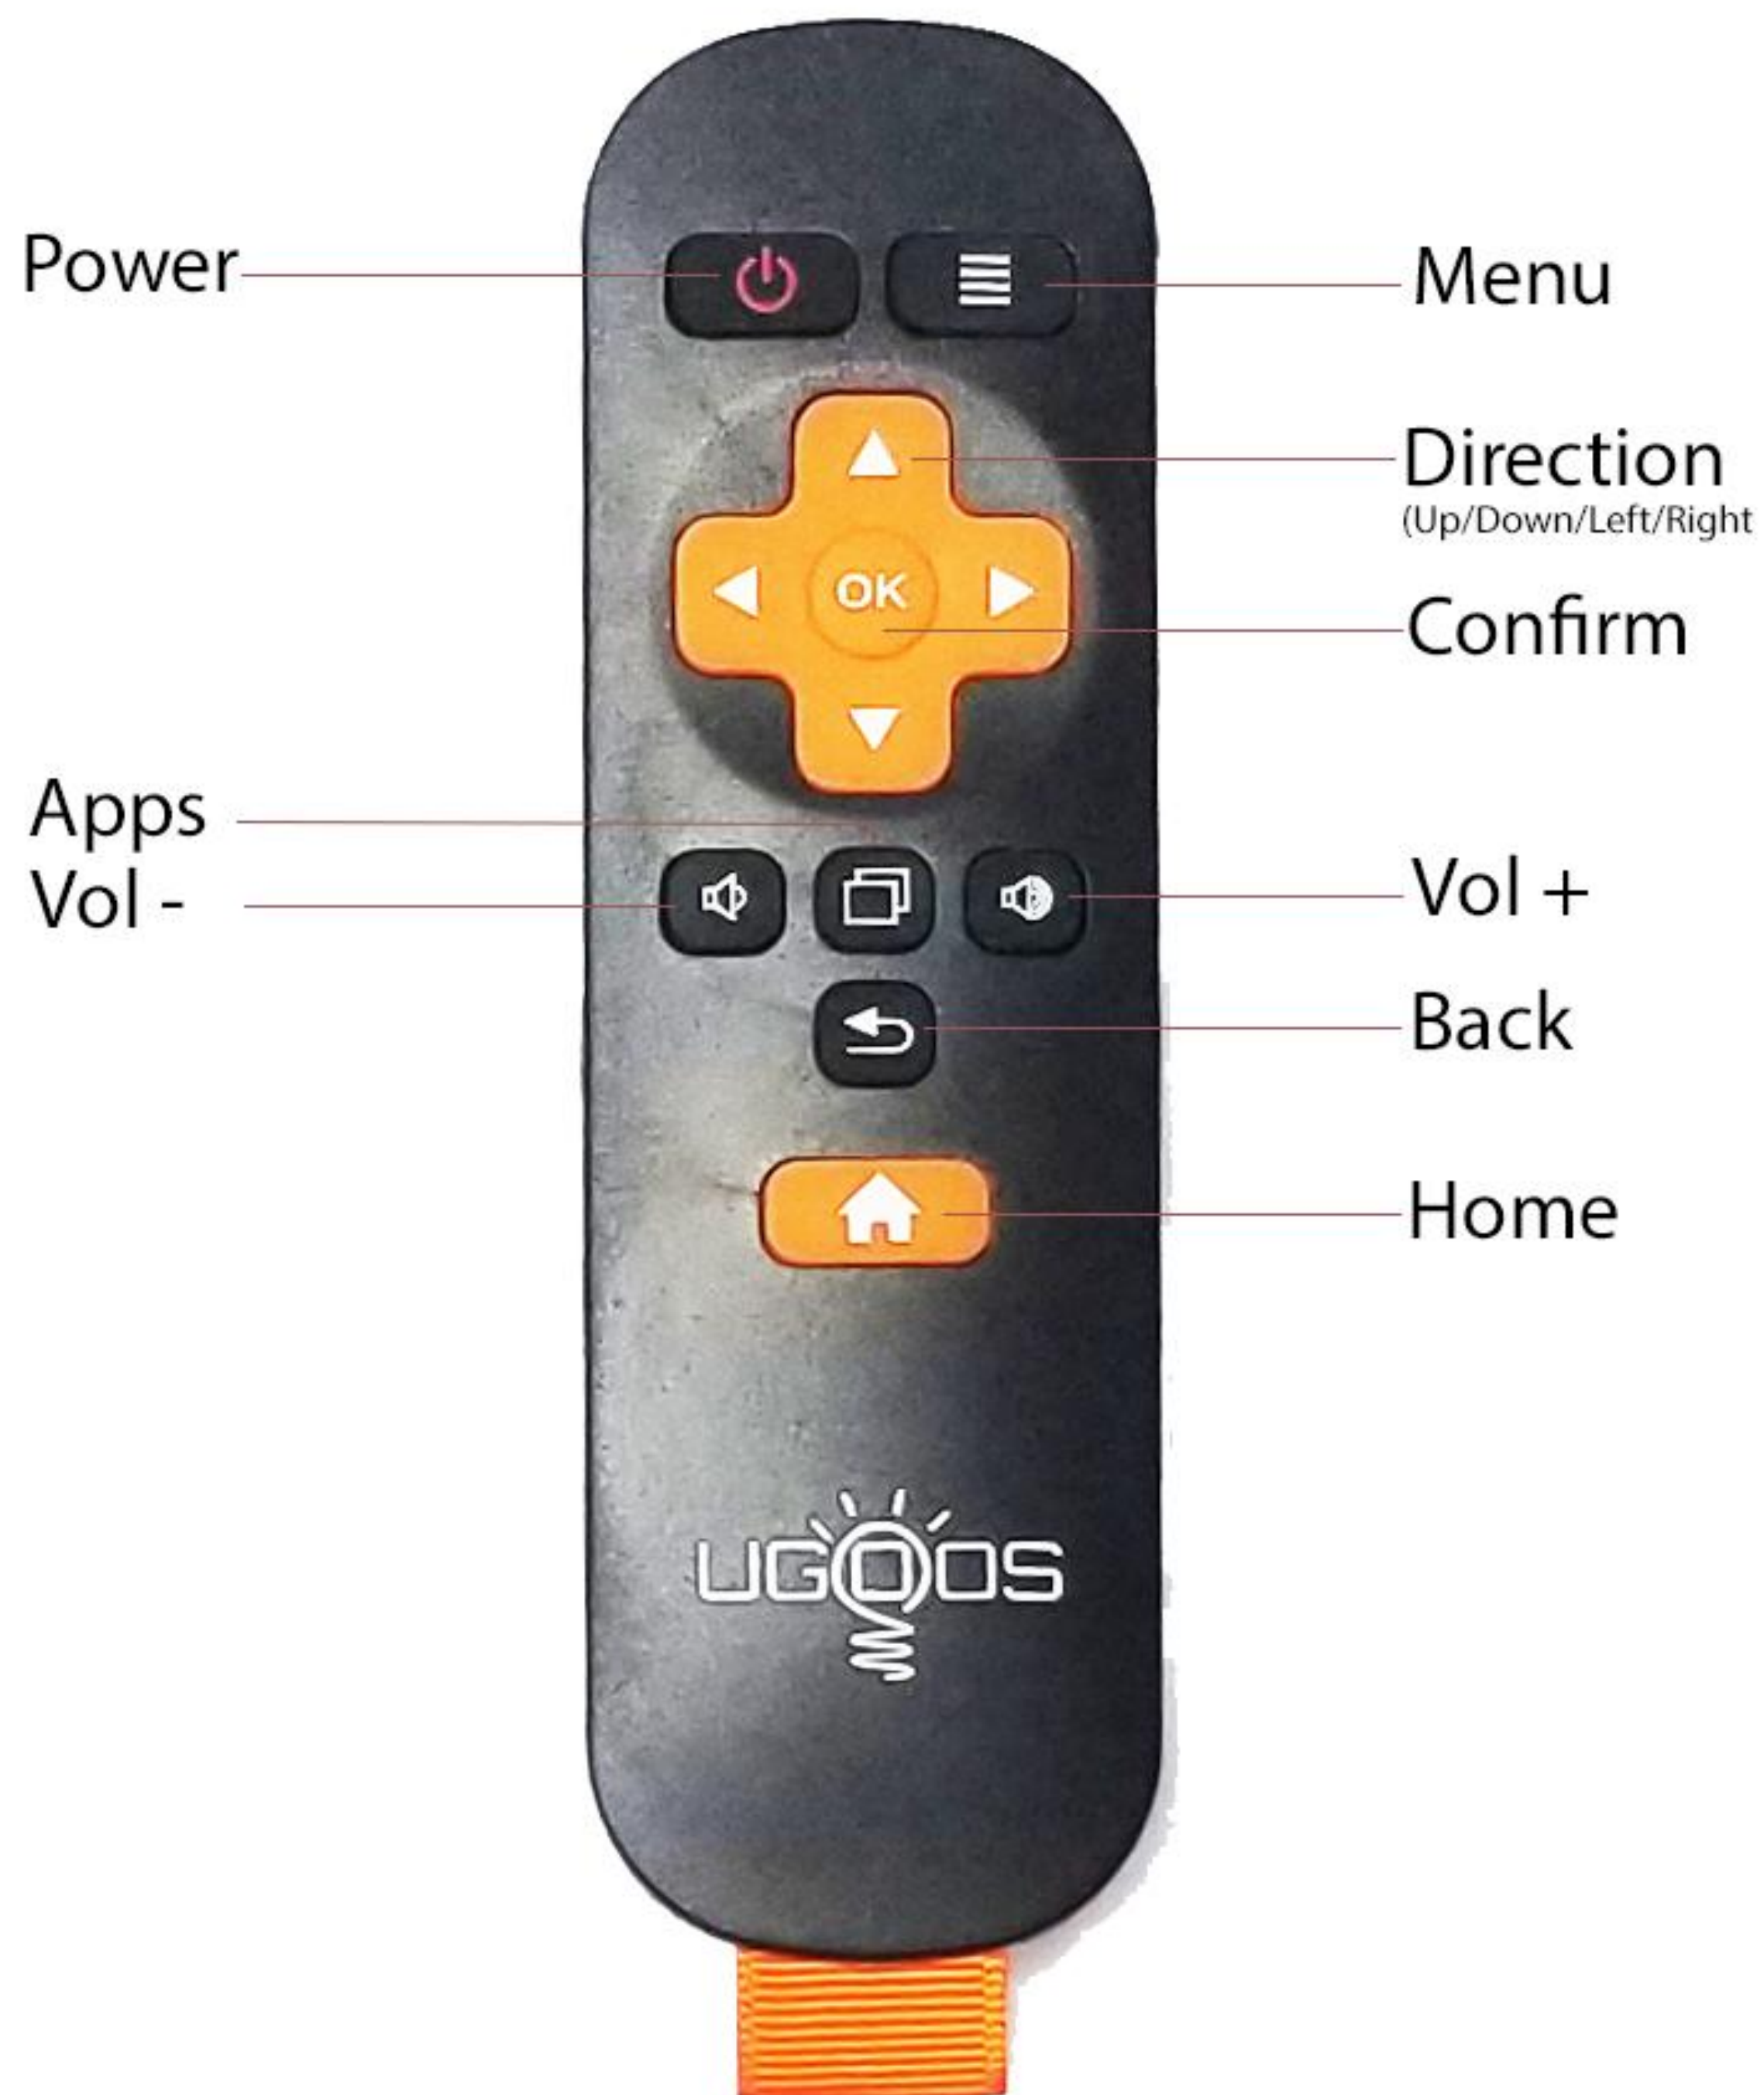 Power
Menu
Direction
(Up/Down/Left/Right
OK
Confirm
Apps
Vol -
Vol +
Back
Home
UGOOS